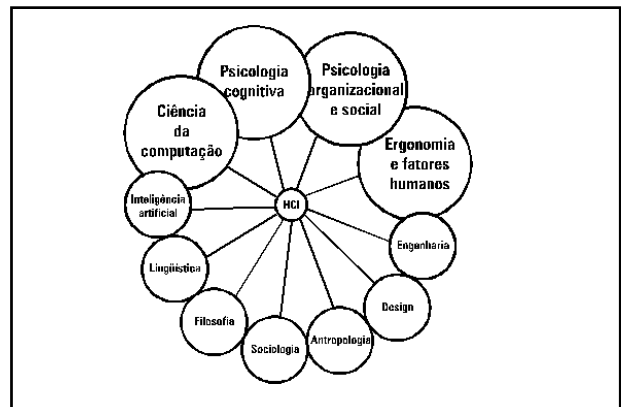 Psicologia
cognitiva
Psicologia
organizacional
e social
Ciência
da
computação
Ergonomia
e fatores
humanos
Inteligência
artificial
HCI
Engenharia
Lingüística
Design
Filosofia
Antropologia
Sociologia